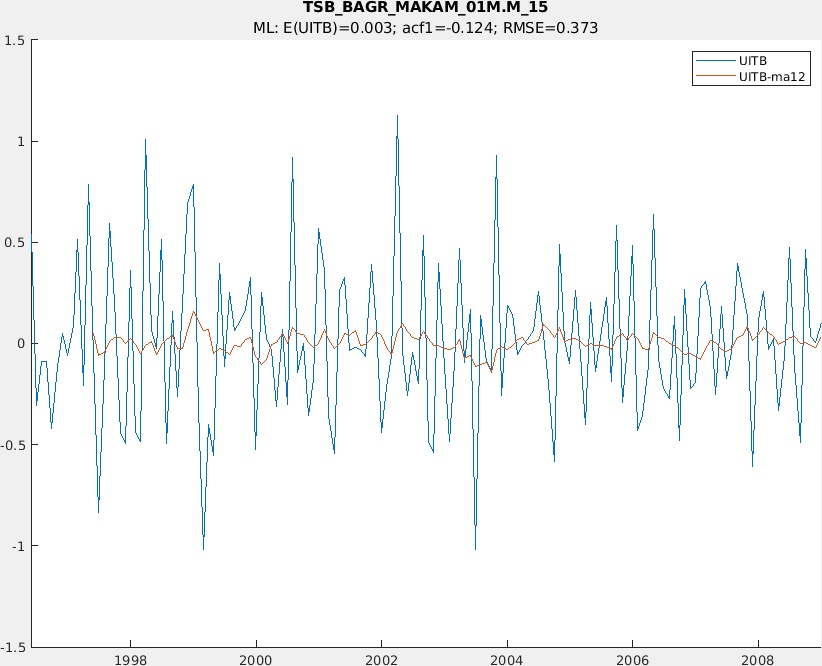 TSB_BAGR_MAKAM_01M.M_15
ML: E(UITB)=0.003; acf1=-0.124; RMSE=0.373
1.5
UITB
UITB-ma12
1
0.5
0
-0.5
-1
-1.5
1998 2000 2002 2004 2006 2008